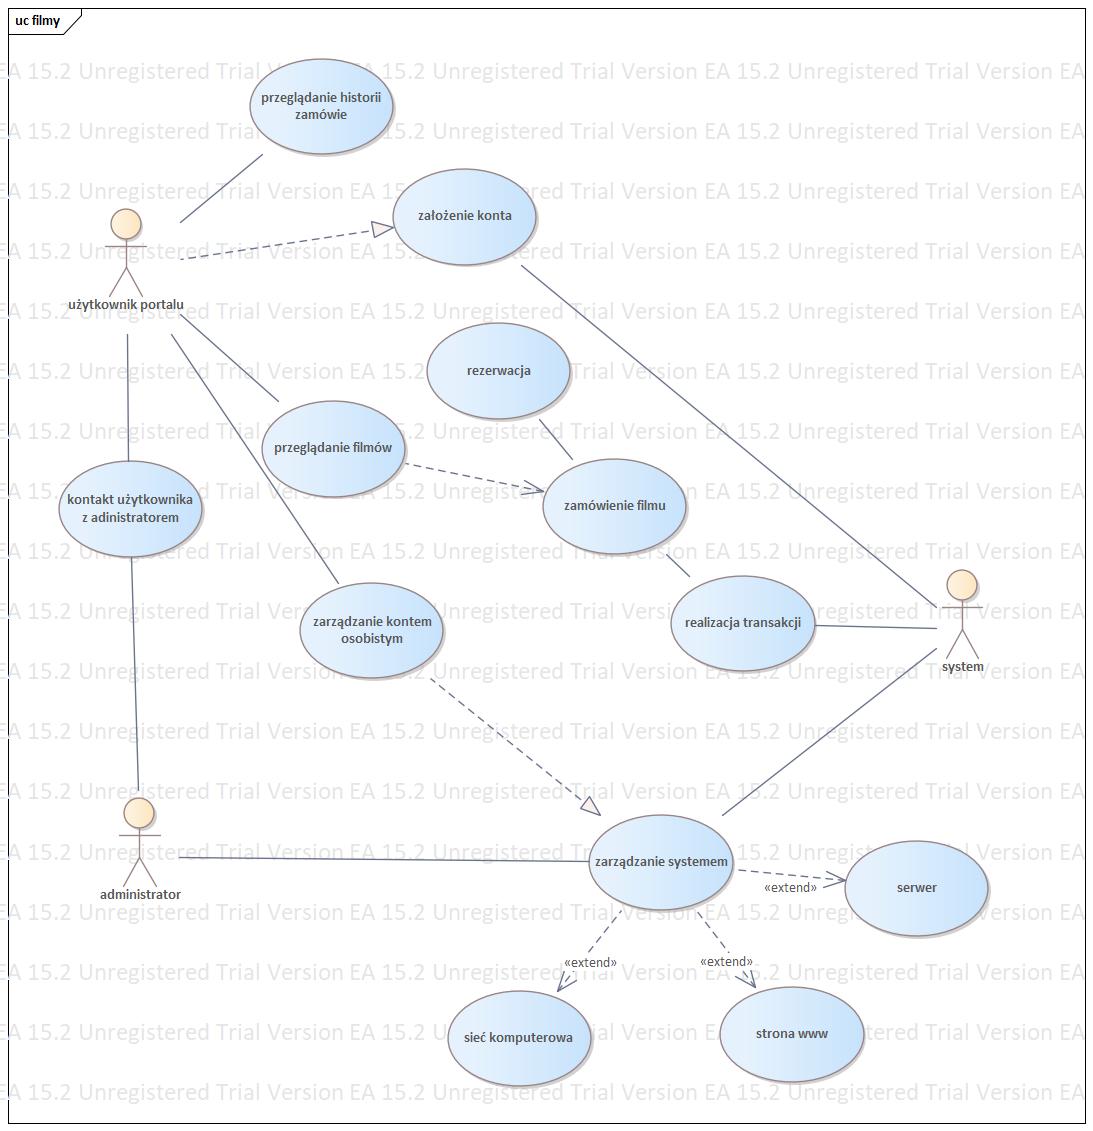 uc filmy
EA 15.2 Unregistered Trial Version EA 15.2 Unregistered Trial Version EA 15.2 Unregistered Trial Version EA
przeglądanie historii
zamówie
założenie konta
użytkownik portalu
rezerwacja
przeglądanie filmów
kontakt użytkownika
z adinistratorem
zamówienie filmu
zarządzanie kontem
osobistym
realizacja transakcji
system
administrator
zarządzanie systemem
«extend»
serwer
«extend»
«extend»
sieć komputerowa
strona www